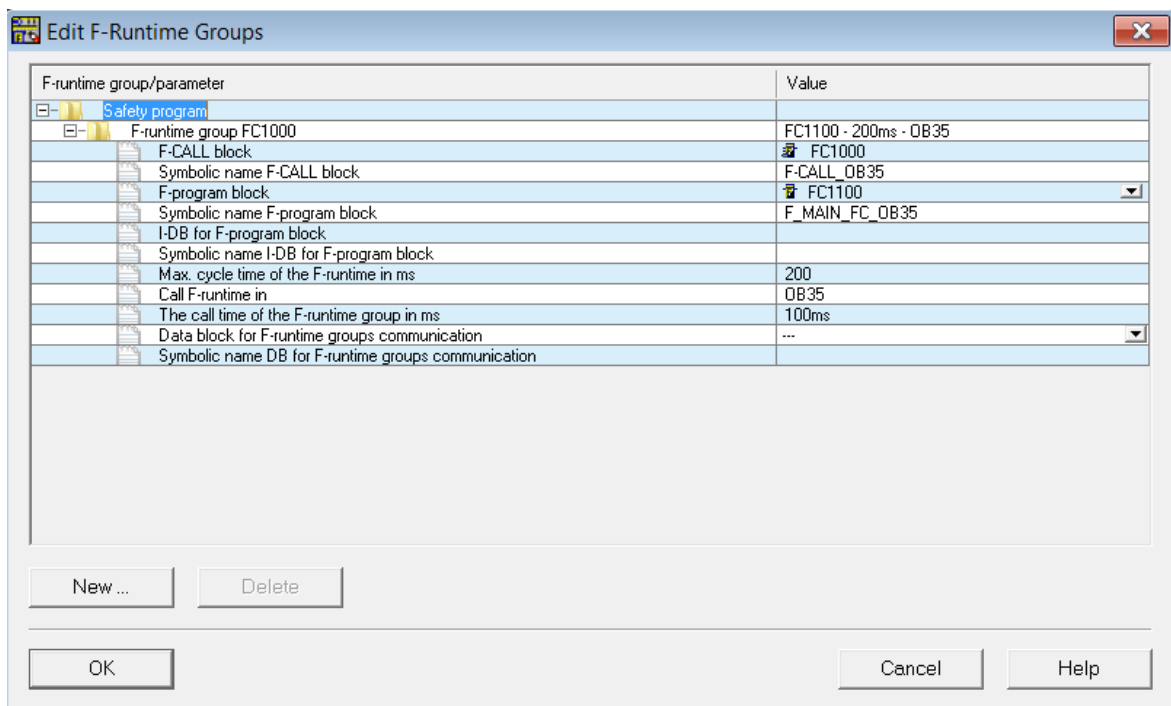 Edit F-Runtime Groups
F-runtime group/parameter Value
Safety program
F-runtime group FC1000 FC1100 - 200ms - OB35
F-CALL block FC1000
Symbolic name F-CALL block F-CALL_OB35
F-program block FC1100
Symbolic name F-program block F_MAIN_FC_OB35
I-DB for F-program block
Symbolic name I-DB for F-program block
Max. cycle time of the F-runtime in ms 200
Call F-runtime in OB35
The call time of the F-runtime group in ms 100ms
Data block for F-runtime groups communication ---
Symbolic name DB for F-runtime groups communication
New ... Delete
OK Cancel Help